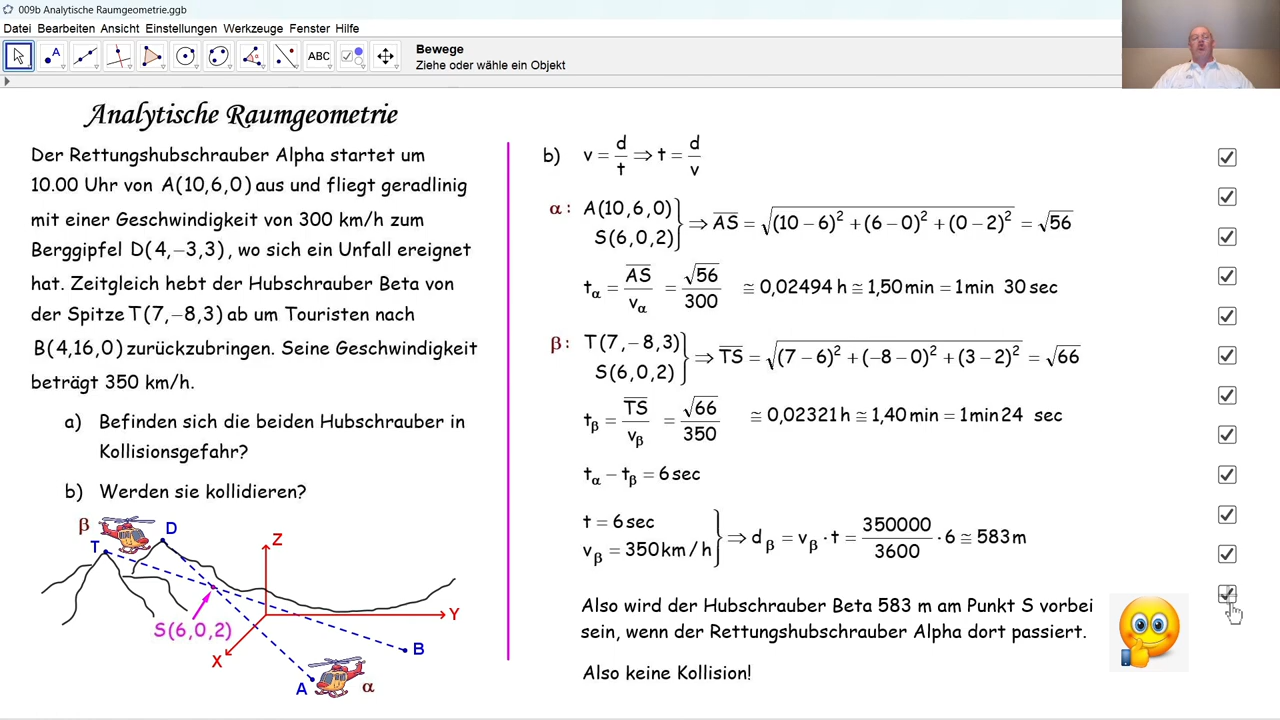 009b Analytische Raumgeometrie.ggb
Datei Bearbeiten Ansicht Einstellungen Werkzeuge Fenster Hilfe
A
ABC
Bewege
Ziehe oder wähle ein Objekt
Analytische Raumgeometrie
Der Rettungshubschrauber Alpha startet um
10.00 Uhr von A(10,6,0) aus und fliegt geradlinig
mit einer Geschwindigkeit von 300 km/h zum
Berggipfel D(4,−3,3), wo sich ein Unfall ereignet
hat. Zeitgleich hebt der Hubschrauber Beta von
der Spitze T(7,−8,3) ab um Touristen nach
B(4,16,0) zurückzubringen. Seine Geschwindigkeit
beträgt 350 km/h.
a) Befinden sich die beiden Hubschrauber in
Kollisionsgefahr?
b) Werden sie kollidieren?
β
T
D
Z
Y
X
S(6,0,2)
B
A
α
b) v = d/t ⇒ t = d/v
α: A(10,6,0)
S(6,0,2)
} ⇒ AS = √(10−6)² + (6−0)² + (0−2)² = √56
tα = AS/vα = √56/300 ≅ 0,02494 h ≅ 1,50 min = 1min 30 sec
β: T(7,−8,3)
S(6,0,2)
} ⇒ TS = √(7−6)² + (−8−0)² + (3−2)² = √66
tβ = TS/vβ = √66/350 ≅ 0,02321 h ≅ 1,40 min = 1min 24 sec
tα − tβ = 6 sec
t = 6 sec
vβ = 350 km / h
} ⇒ dβ = vβ · t = 350000/3600 · 6 ≅ 583 m
Also wird der Hubschrauber Beta 583 m am Punkt S vorbei
sein, wenn der Rettungshubschrauber Alpha dort passiert.
Also keine Kollision!